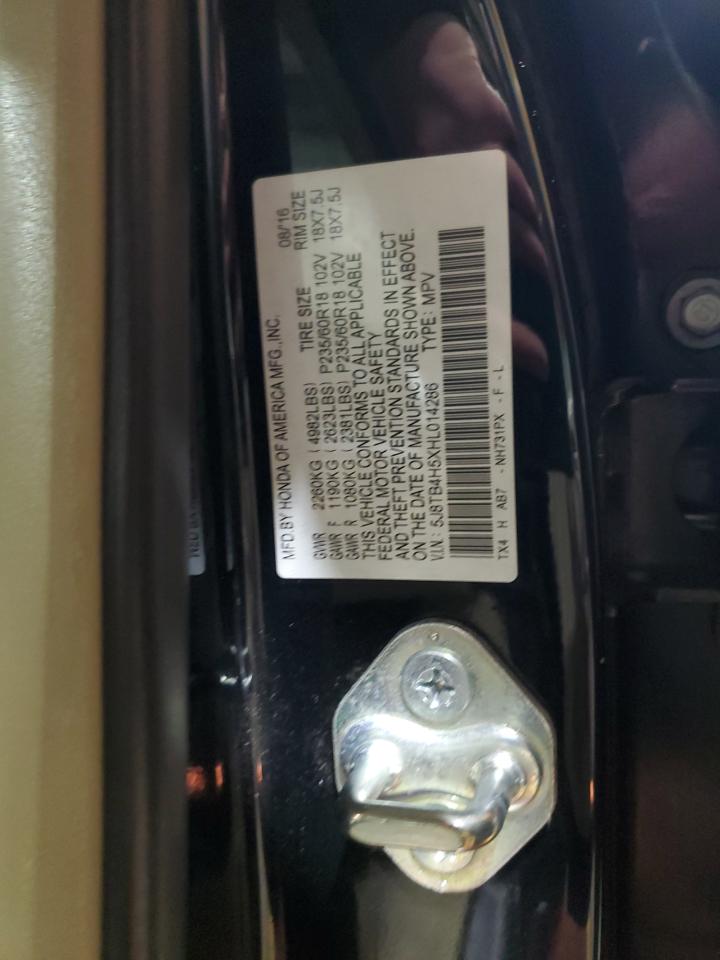 MFD.BY HONDA OF AMERICA MFG.,INC. 08/16
TIRE SIZE RIM SIZE
GVWR 2260KG (4982LBS)
GAWR F 1190KG (2623LBS) P235/60R18 102V 18X7.5J
GAWR R 1080KG (2381LBS) P235/60R18 102V 18X7.5J
THIS VEHICLE CONFORMS TO ALL APPLICABLE
FEDERAL MOTOR VEHICLE SAFETY
AND THEFT PREVENTION STANDARDS IN EFFECT
ON THE DATE OF MANUFACTURE SHOWN ABOVE.
V.I.N.: 5J8TB4H5XHL014286 TYPE: MPV
TX4 H AB7 - NH731PX - F - L